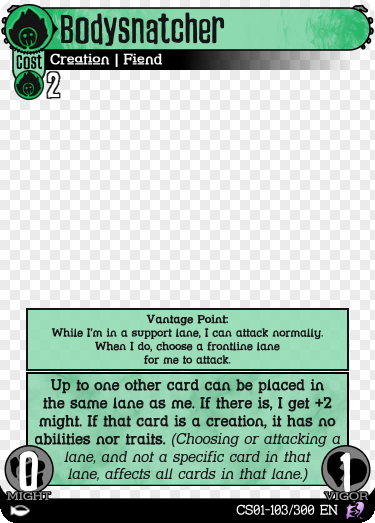 Bodysnatcher
Cost
Creation | Fiend
2
Vantage Point:
While I'm in a support lane, I can attack normally.
When I do, choose a frontline lane
for me to attack.
Up to one other card can be placed in
the same lane as me. If there is, I get +2
might. If that card is a creation, it has no
abilities nor traits. (Choosing or attacking a
lane, and not a specific card in that
lane, affects all cards in that lane.)
0
1
MIGHT
VIGOR
CS01-103/300 EN